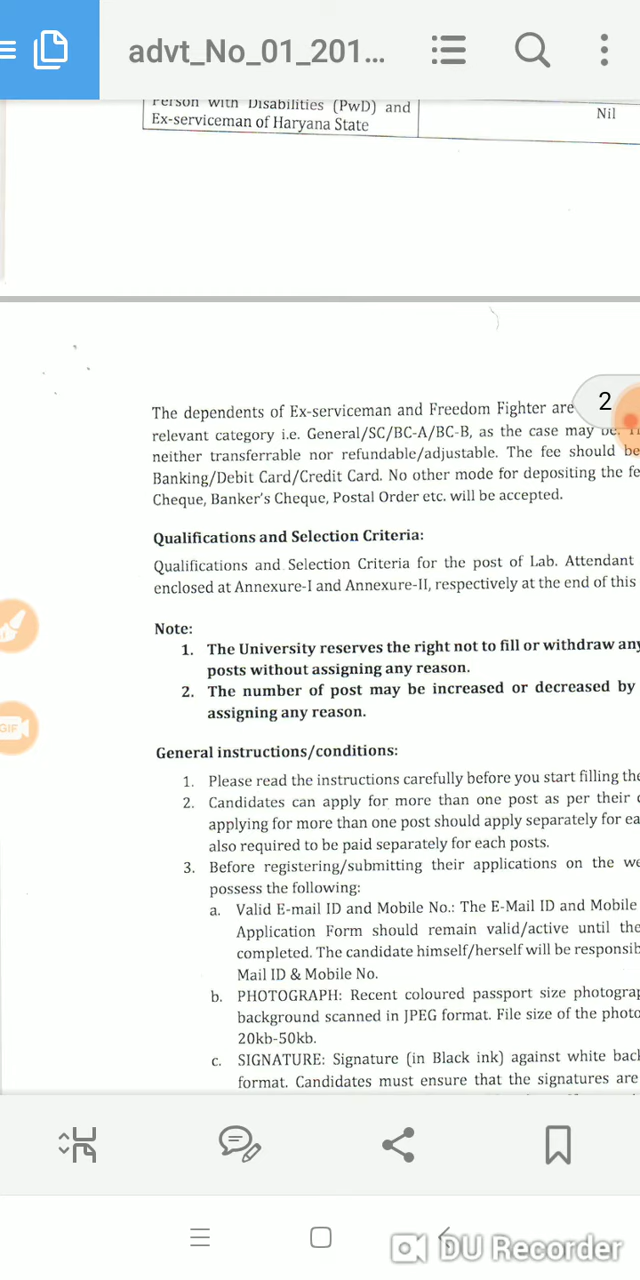 advt_No_01_201...
Person with Disabilities (PwD) and
Nil
Ex-serviceman of Haryana State
The dependents of Ex-serviceman and Freedom Fighter are
2
relevant category i.e. General/SC/BC-A/BC-B, as the case may be.
neither transferrable nor refundable/adjustable. The fee should be
Banking/Debit Card/Credit Card. No other mode for depositing the fe
Cheque, Banker's Cheque, Postal Order etc. will be accepted.
Qualifications and Selection Criteria:
Qualifications and Selection Criteria for the post of Lab. Attendant
enclosed at Annexure-I and Annexure-II, respectively at the end of this
Note:
1. The University reserves the right not to fill or withdraw any
posts without assigning any reason.
2. The number of post may be increased or decreased by
assigning any reason.
GIF
General instructions/conditions:
1. Please read the instructions carefully before you start filling the
2. Candidates can apply for more than one post as per their
applying for more than one post should apply separately for ea
also required to be paid separately for each posts.
3. Before registering/submitting their applications on the we
possess the following:
a. Valid E-mail ID and Mobile No.: The E-Mail ID and Mobile
Application Form should remain valid/active until the
completed. The candidate himself/herself will be responsib
Mail ID & Mobile No.
b. PHOTOGRAPH: Recent coloured passport size photograp
background scanned in JPEG format. File size of the photo
20kb-50kb.
c. SIGNATURE: Signature (in Black ink) against white back
format. Candidates must ensure that the signatures are
DU Recorder